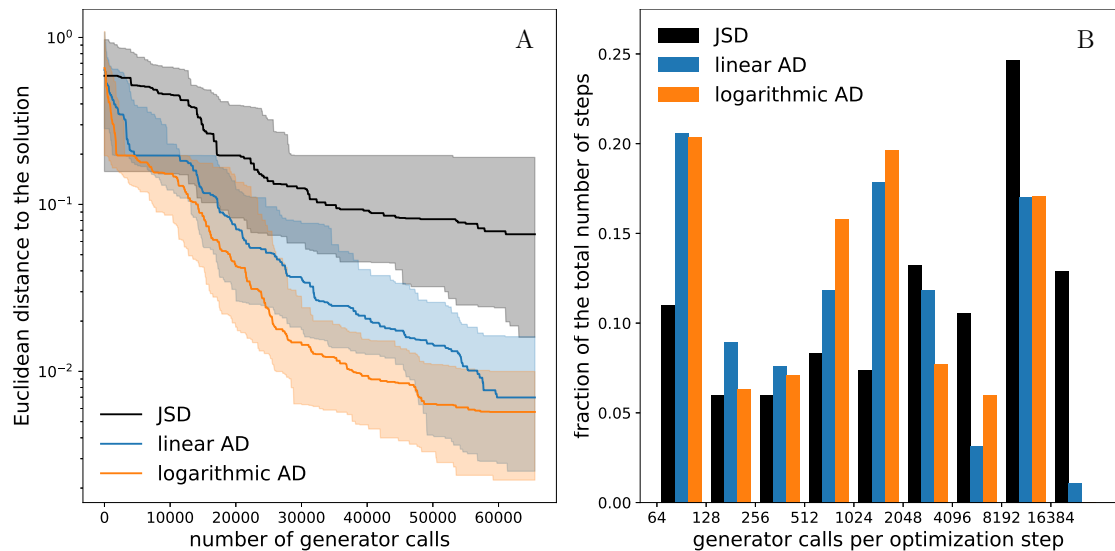 A
Euclidean distance to the solution
10⁰
10⁻¹
10⁻²
JSD
linear AD
logarithmic AD
0 10000 20000 30000 40000 50000 60000
number of generator calls
B
fraction of the total number of steps
JSD
linear AD
logarithmic AD
0.25
0.20
0.15
0.10
0.05
0.00
64 128 256 512 1024 2048 4096 8192 16384
generator calls per optimization step